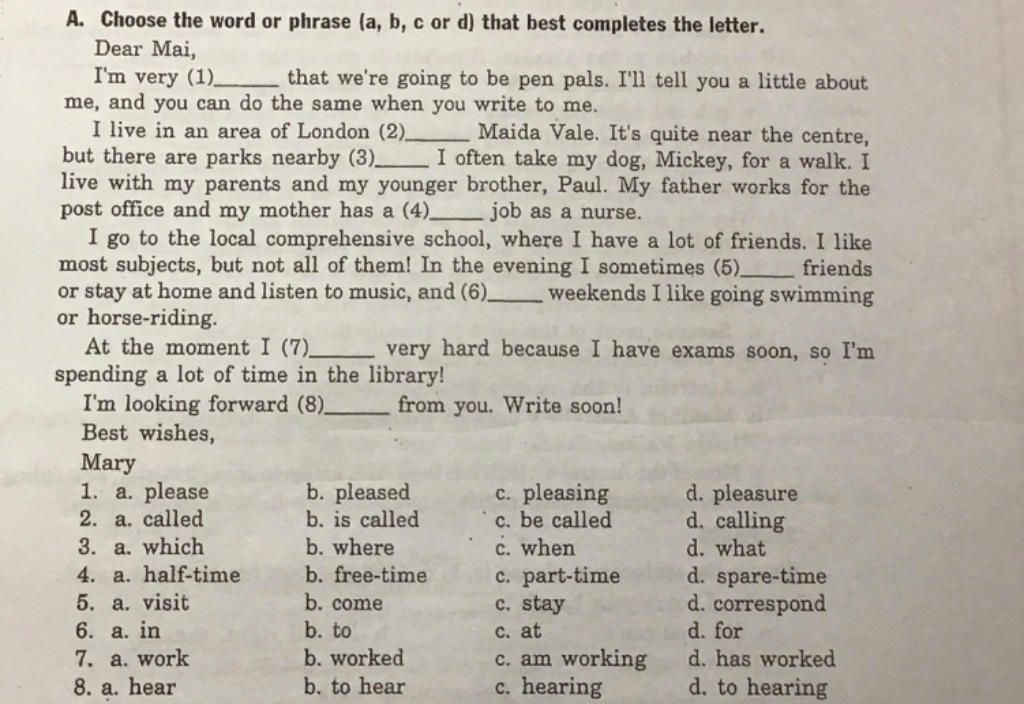 A. Choose the word or phrase (a, b, c or d) that best completes the letter.
Dear Mai,
I'm very (1)_____ that we're going to be pen pals. I'll tell you a little about
me, and you can do the same when you write to me.
I live in an area of London (2)_____ Maida Vale. It's quite near the centre,
but there are parks nearby (3)_____ I often take my dog, Mickey, for a walk. I
live with my parents and my younger brother, Paul. My father works for the
post office and my mother has a (4)_____ job as a nurse.
I go to the local comprehensive school, where I have a lot of friends. I like
most subjects, but not all of them! In the evening I sometimes (5)_____ friends
or stay at home and listen to music, and (6)_____ weekends I like going swimming
or horse-riding.
At the moment I (7)_____ very hard because I have exams soon, so I'm
spending a lot of time in the library!
I'm looking forward (8)_____ from you. Write soon!
Best wishes,
Mary
1. a. please b. pleased c. pleasing d. pleasure
2. a. called b. is called c. be called d. calling
3. a. which b. where c. when d. what
4. a. half-time b. free-time c. part-time d. spare-time
5. a. visit b. come c. stay d. correspond
6. a. in b. to c. at d. for
7. a. work b. worked c. am working d. has worked
8. a. hear b. to hear c. hearing d. to hearing